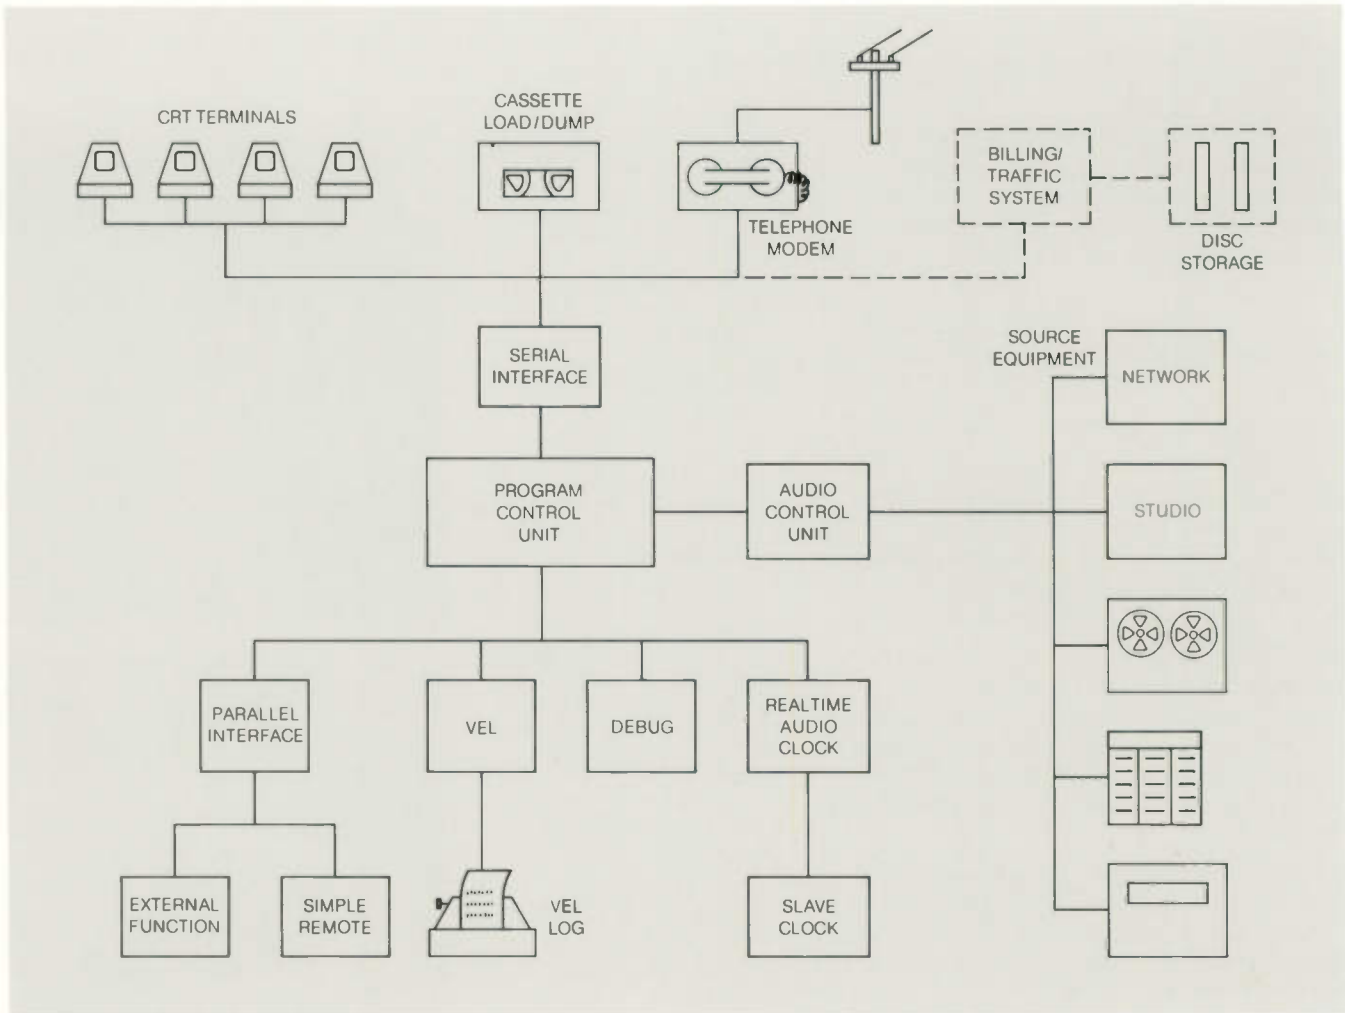 CRT TERMINALS
CASSETTE
LOAD/DUMP
TELEPHONE
MODEM
BILLING/
TRAFFIC
SYSTEM
DISC
STORAGE
SERIAL
INTERFACE
SOURCE
EQUIPMENT
NETWORK
PROGRAM
CONTROL
UNIT
AUDIO
CONTROL
UNIT
STUDIO
PARALLEL
INTERFACE
VEL
DEBUG
REALTIME
AUDIO
CLOCK
EXTERNAL
FUNCTION
SIMPLE
REMOTE
VEL
LOG
SLAVE
CLOCK